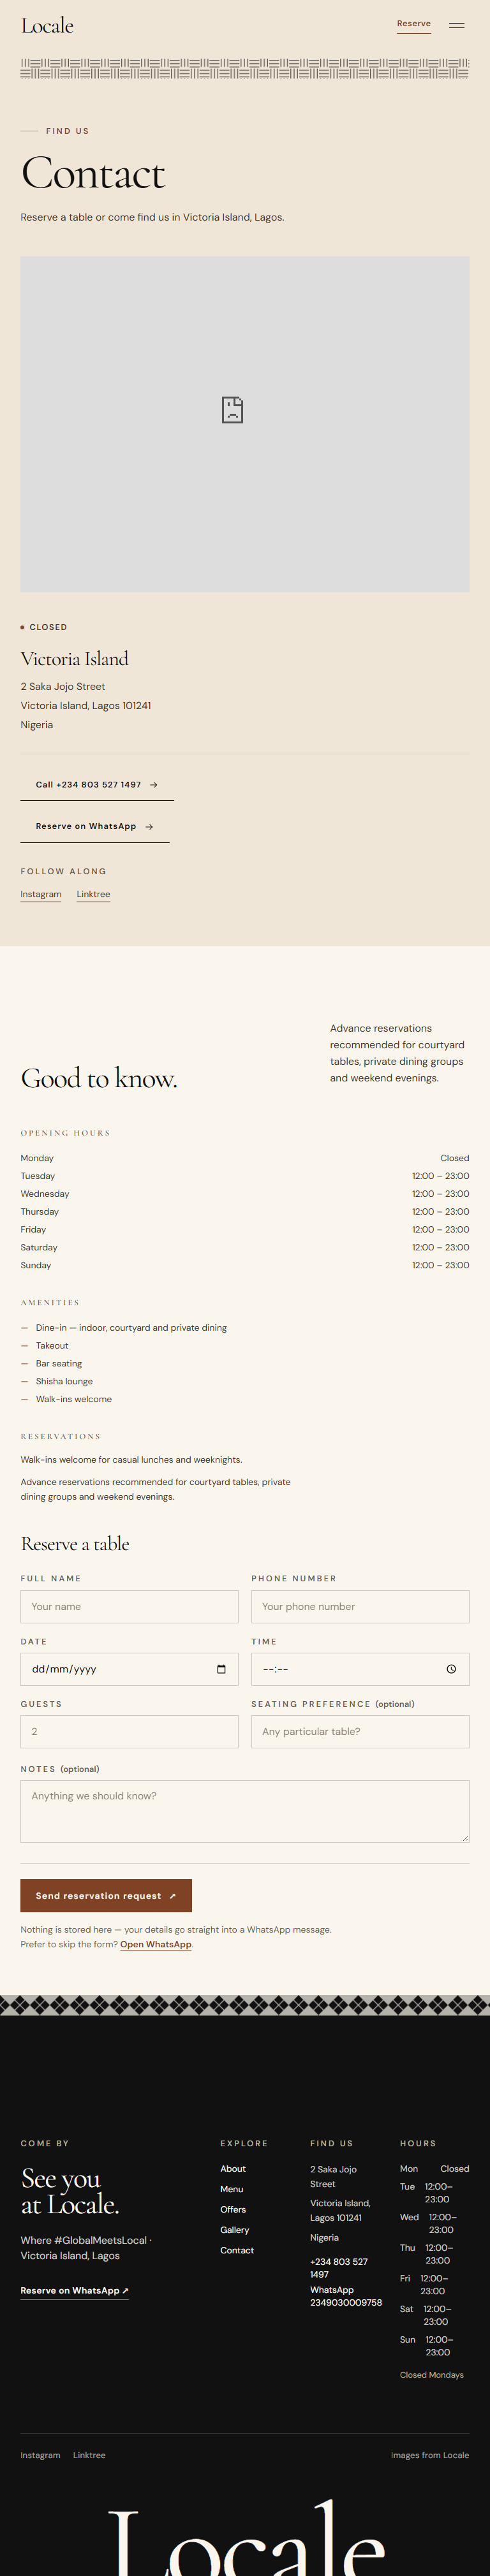 Locale
Reserve
FIND US
Contact
Reserve a table or come find us in Victoria Island, Lagos.
CLOSED
Victoria Island
2 Saka Jojo Street
Victoria Island, Lagos 101241
Nigeria
Call +234 803 527 1497 →
Reserve on WhatsApp →
FOLLOW ALONG
Instagram Linktree
Good to know.
Advance reservations
recommended for courtyard
tables, private dining groups
and weekend evenings.
OPENING HOURS
Monday Closed
Tuesday 12:00 – 23:00
Wednesday 12:00 – 23:00
Thursday 12:00 – 23:00
Friday 12:00 – 23:00
Saturday 12:00 – 23:00
Sunday 12:00 – 23:00
AMENITIES
— Dine-in — indoor, courtyard and private dining
— Takeout
— Bar seating
— Shisha lounge
— Walk-ins welcome
RESERVATIONS
Walk-ins welcome for casual lunches and weeknights.
Advance reservations recommended for courtyard tables, private
dining groups and weekend evenings.
Reserve a table
FULL NAME
Your name
PHONE NUMBER
Your phone number
DATE
dd/mm/yyyy
TIME
--:--
GUESTS
2
SEATING PREFERENCE (optional)
Any particular table?
NOTES (optional)
Anything we should know?
Send reservation request ↗
Nothing is stored here — your details go straight into a WhatsApp message.
Prefer to skip the form? Open WhatsApp.
COME BY
See you
at Locale.
Where #GlobalMeetsLocal ·
Victoria Island, Lagos
Reserve on WhatsApp ↗
EXPLORE
About
Menu
Offers
Gallery
Contact
FIND US
2 Saka Jojo
Street
Victoria Island,
Lagos 101241
Nigeria
+234 803 527
1497
WhatsApp
2349030009758
HOURS
Mon Closed
Tue 12:00–
23:00
Wed 12:00–
23:00
Thu 12:00–
23:00
Fri 12:00–
23:00
Sat 12:00–
23:00
Sun 12:00–
23:00
Closed Mondays
Instagram Linktree
Images from Locale
Locale